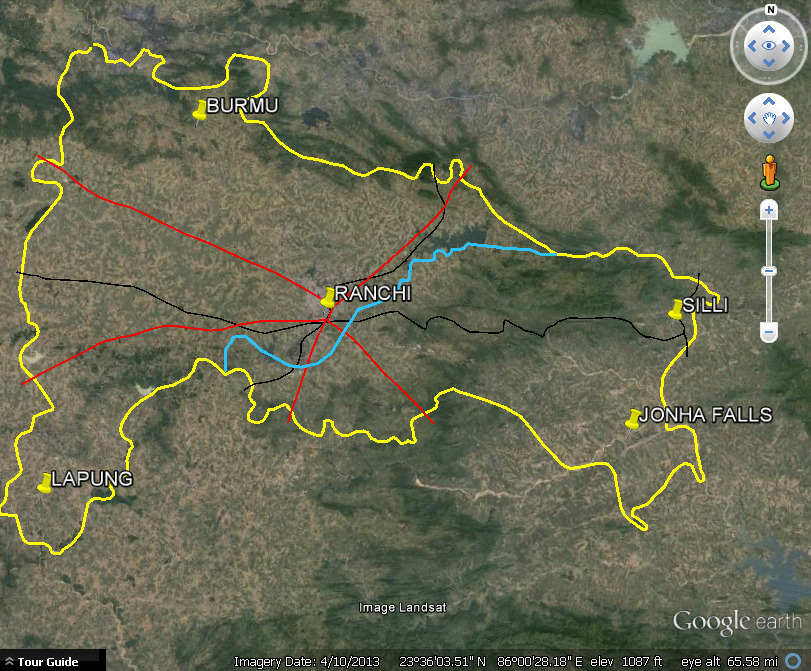 N
BURMU
RANCHI
SILLI
JONHA FALLS
LAPUNG
Image Landsat
Google earth
Tour Guide
Imagery Date: 4/10/2013 23°36'03.51" N 86°00'28.18" E elev 1087 ft eye alt 65.58 mi